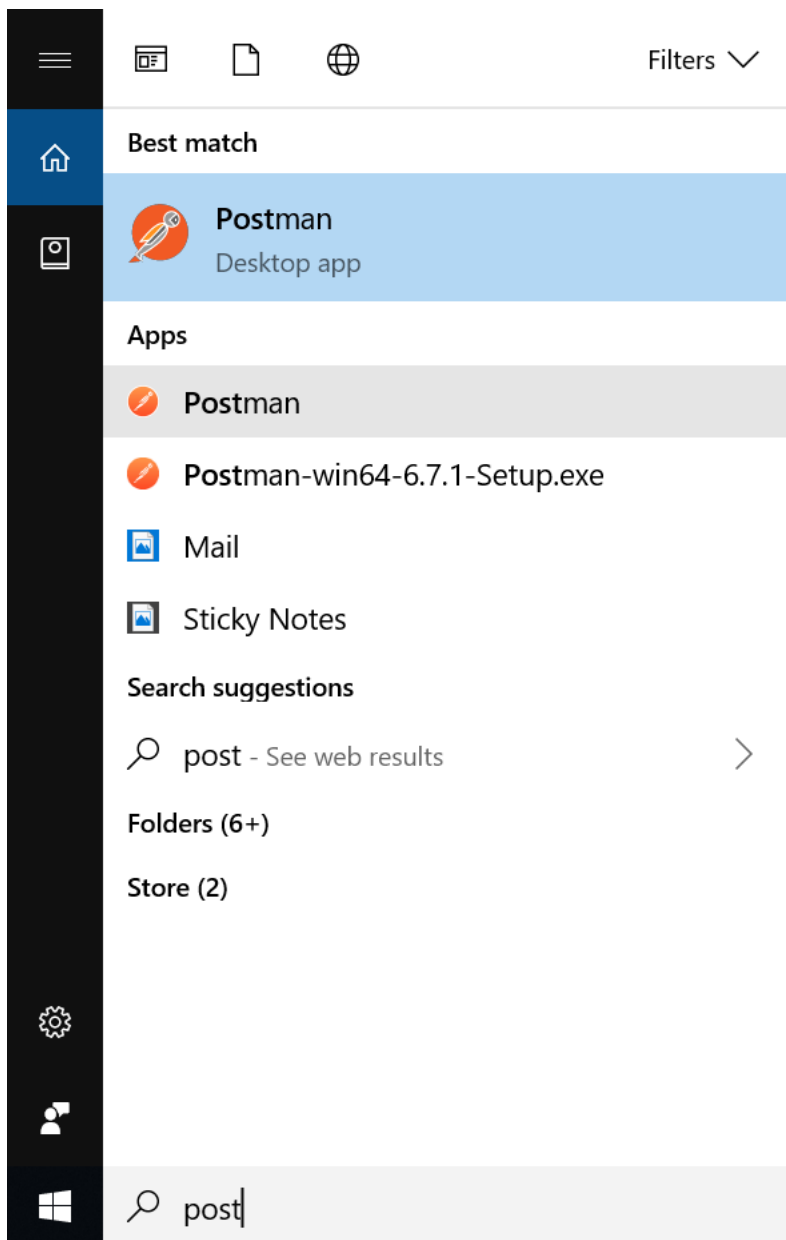 Filters
Best match
Postman
Desktop app
Apps
Postman
Postman-win64-6.7.1-Setup.exe
Mail
Sticky Notes
Search suggestions
post - See web results
Folders (6+)
Store (2)
post